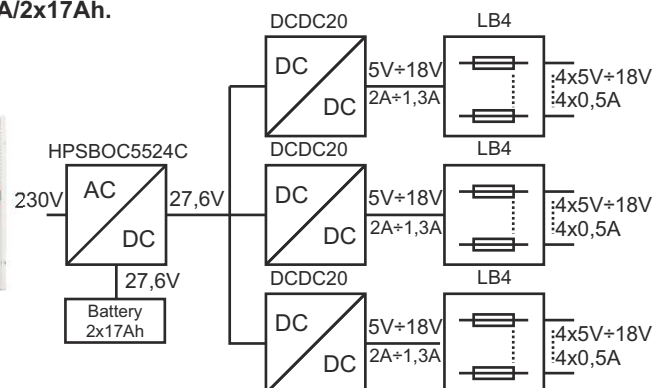 A/2x17Ah.
DCDC20
LB4
DC
DC
5V÷18V
2A÷1,3A
4x5V÷18V
4x0,5A
HPSBOC5524C
230V
AC
DC
27,6V
27,6V
Battery
2x17Ah
DCDC20
LB4
DC
DC
5V÷18V
2A÷1,3A
4x5V÷18V
4x0,5A
DCDC20
LB4
DC
DC
5V÷18V
2A÷1,3A
4x5V÷18V
4x0,5A